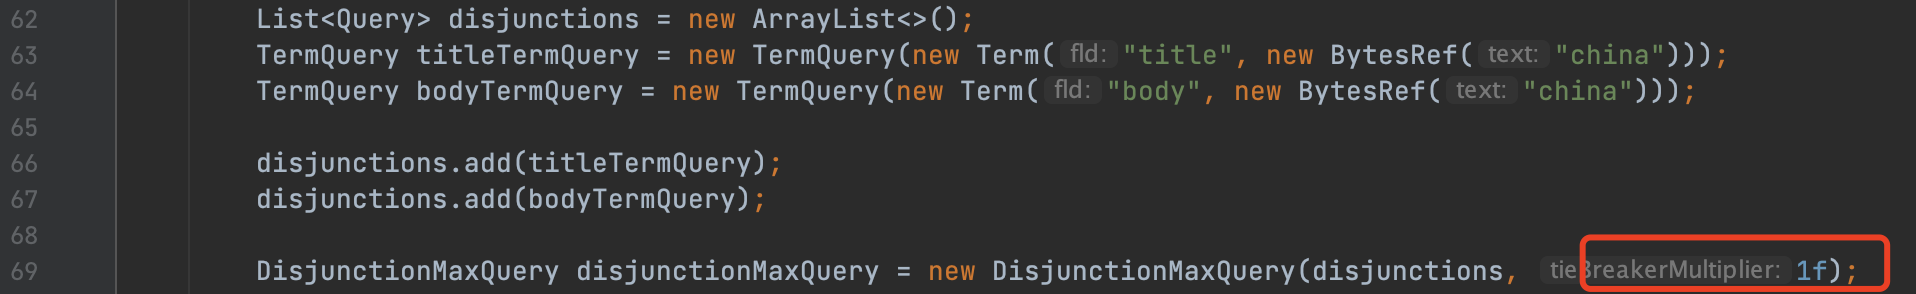 62 List<Query> disjunctions = new ArrayList<>();
63 TermQuery titleTermQuery = new TermQuery(new Term( fld: "title", new BytesRef( text: "china")));
64 TermQuery bodyTermQuery = new TermQuery(new Term( fld: "body", new BytesRef( text: "china")));
65
66 disjunctions.add(titleTermQuery);
67 disjunctions.add(bodyTermQuery);
68
69 DisjunctionMaxQuery disjunctionMaxQuery = new DisjunctionMaxQuery(disjunctions, tieBreakerMultiplier: 1f);